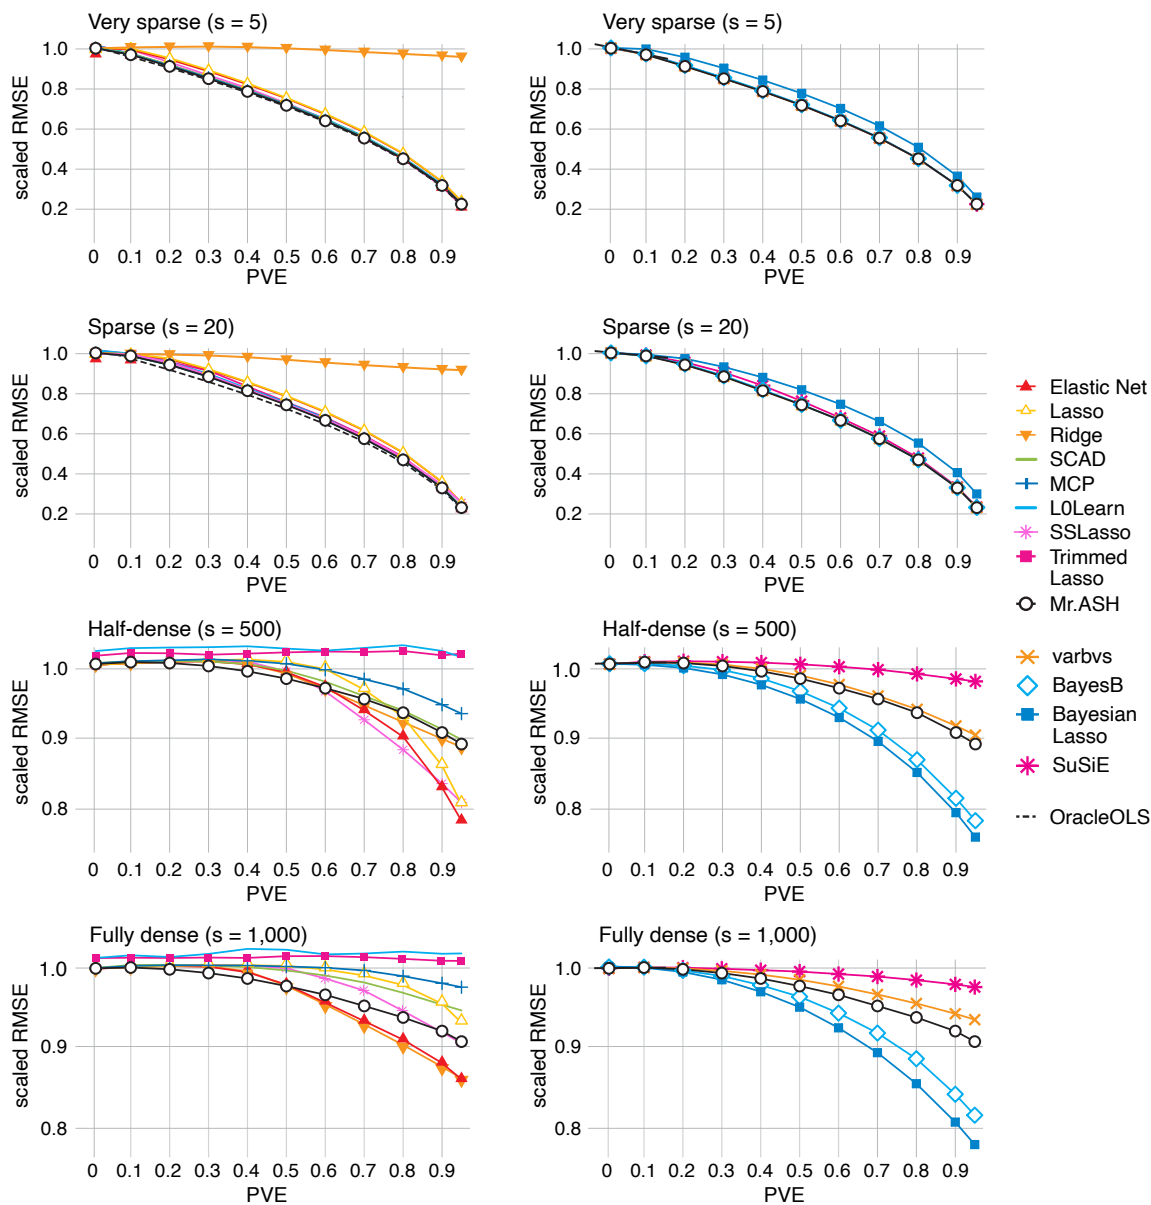 Very sparse (s = 5)
scaled RMSE
1.0
0.8
0.6
0.4
0.2
0 0.1 0.2 0.3 0.4 0.5 0.6 0.7 0.8 0.9
PVE
Very sparse (s = 5)
scaled RMSE
1.0
0.8
0.6
0.4
0.2
0 0.1 0.2 0.3 0.4 0.5 0.6 0.7 0.8 0.9
PVE
Sparse (s = 20)
scaled RMSE
1.0
0.8
0.6
0.4
0.2
0 0.1 0.2 0.3 0.4 0.5 0.6 0.7 0.8 0.9
PVE
Sparse (s = 20)
scaled RMSE
1.0
0.8
0.6
0.4
0.2
0 0.1 0.2 0.3 0.4 0.5 0.6 0.7 0.8 0.9
PVE
Half-dense (s = 500)
scaled RMSE
1.0
0.9
0.8
0 0.1 0.2 0.3 0.4 0.5 0.6 0.7 0.8 0.9
PVE
Half-dense (s = 500)
scaled RMSE
1.0
0.9
0.8
0 0.1 0.2 0.3 0.4 0.5 0.6 0.7 0.8 0.9
PVE
Fully dense (s = 1,000)
scaled RMSE
1.0
0.9
0.8
0 0.1 0.2 0.3 0.4 0.5 0.6 0.7 0.8 0.9
PVE
Fully dense (s = 1,000)
scaled RMSE
1.0
0.9
0.8
0 0.1 0.2 0.3 0.4 0.5 0.6 0.7 0.8 0.9
PVE
Elastic Net
Lasso
Ridge
SCAD
MCP
L0Learn
SSLasso
Trimmed
Lasso
Mr.ASH
varbvs
BayesB
Bayesian
Lasso
SuSiE
OracleOLS